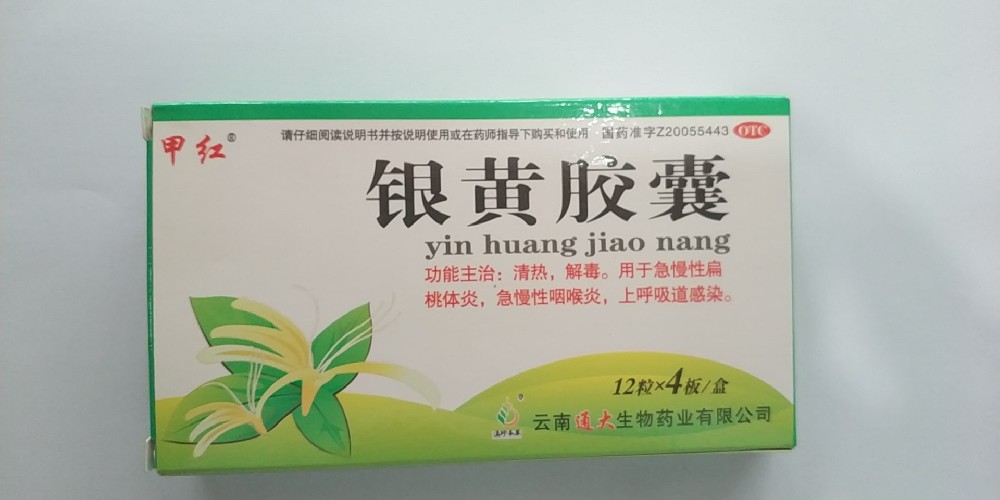 甲红®
请仔细阅读说明书并按说明使用或在药师指导下购买和使用 国药准字Z20055443 OTC
银黄胶囊
yin huang jiao nang
功能主治：清热，解毒。用于急慢性扁
桃体炎，急慢性咽喉炎，上呼吸道感染。
12粒×4板/盒
云南通大生物药业有限公司